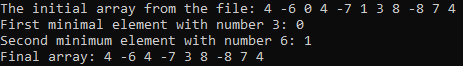 The initial array from the file: 4 -6 0 4 -7 1 3 8 -8 7 4
First minimal element with number 3: 0
Second minimum element with number 6: 1
Final array: 4 -6 4 -7 3 8 -8 7 4